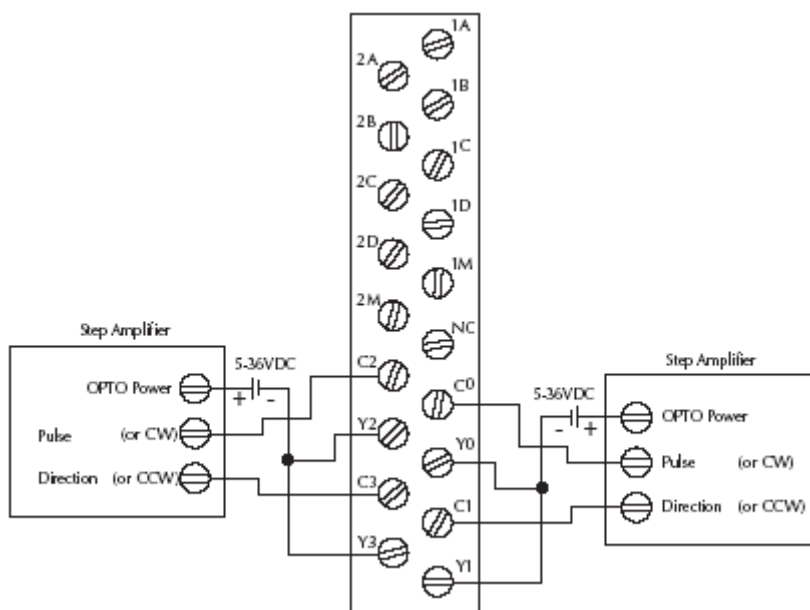 1A
2A
1B
2B
1C
2C
1D
2D
1M
2M
NC
Step Amplifier
5-36VDC
OPTO Power
+ -
Pulse (or CW)
Direction (or CCW)
C2
Y2
C3
Y3
C0
Y0
C1
Y1
Step Amplifier
5-36VDC
- +
OPTO Power
Pulse (or CW)
Direction (or CCW)